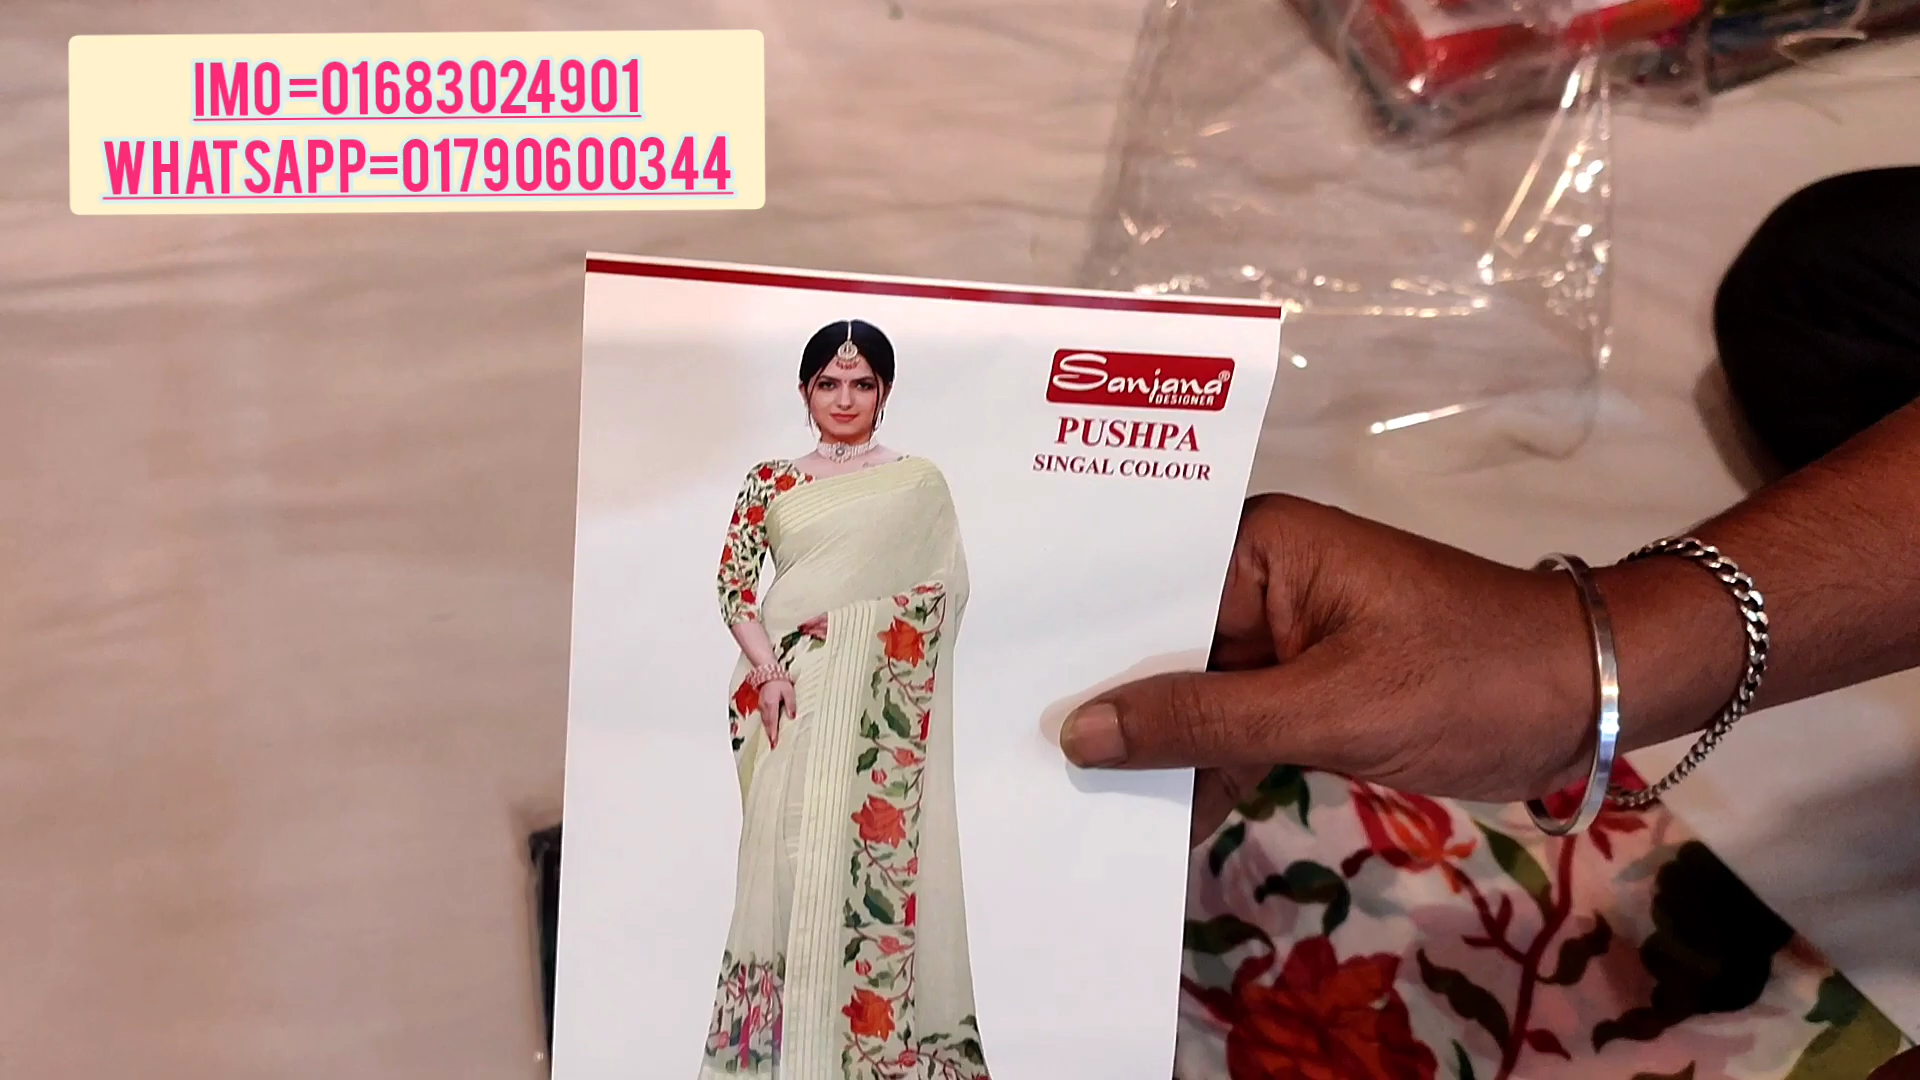 IMO=01683024901
WHATSAPP=01790600344
Sanjana®
DESIGNER
PUSHPA
SINGAL COLOUR